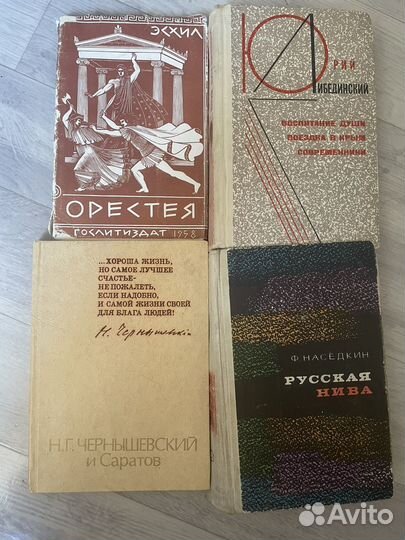 ЭСХИЛ
ОРЕСТЕЯ
ГОСЛИТИЗДАТ 1958
ЮРИЙ
ЛИБЕДИНСКИЙ
ВОСПИТАНИЕ ДУШИ
ПОЕЗДКА В КРЫМ
СОВРЕМЕННИКИ
...ХОРОША ЖИЗНЬ,
НО САМОЕ ЛУЧШЕЕ
СЧАСТЬЕ-
НЕ ПОЖАЛЕТЬ,
ЕСЛИ НАДОБНО,
И САМОЙ ЖИЗНИ СВОЕЙ
ДЛЯ БЛАГА ЛЮДЕЙ!
Н. Чернышевский
Н.Г. ЧЕРНЫШЕВСКИЙ
и Саратов
Ф. НАСЕДКИН
РУССКАЯ
НИВА
Avito